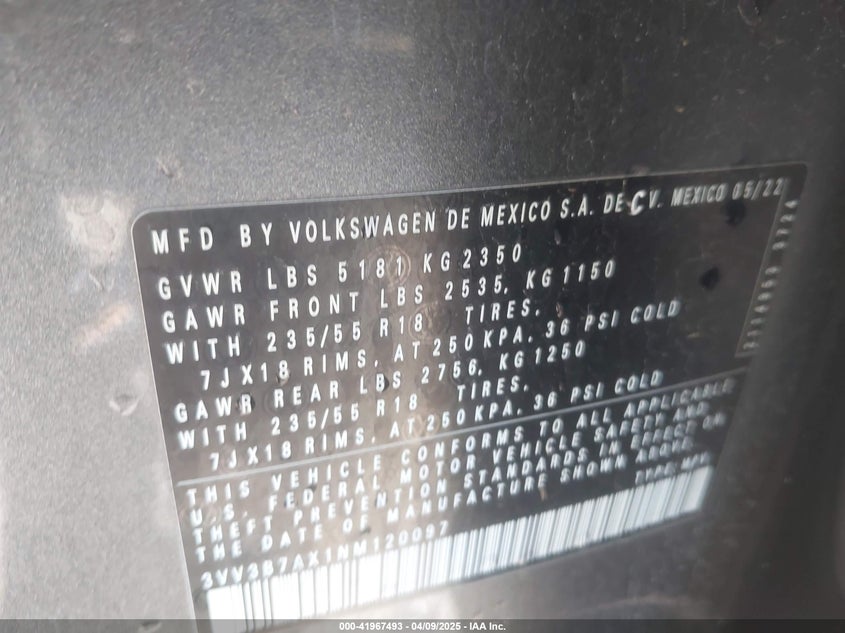 MFD BY VOLKSWAGEN DE MEXICO S.A. DE C V. MEXICO 05/22
GVWR LBS 5181 KG 2350
GAWR FRONT LBS 2535, KG 1150
WITH 235/55 R18 TIRES,
7JX18 RIMS, AT 250 KPA, 36 PSI COLD
GAWR REAR LBS 2756, KG 1250
WITH 235/55 R18 TIRES,
7JX18 RIMS, AT 250 KPA, 36 PSI COLD
THIS VEHICLE CONFORMS TO ALL APPLICABLE
U.S. FEDERAL MOTOR VEHICLE SAFETY AND
THEFT PREVENTION STANDARDS IN EFFECT ON
THE DATE OF MANUFACTURE SHOWN ABOVE.
3VV3B7AX1NM120097 TYPE:
000-41967493 - 04/09/2025 - IAA Inc.